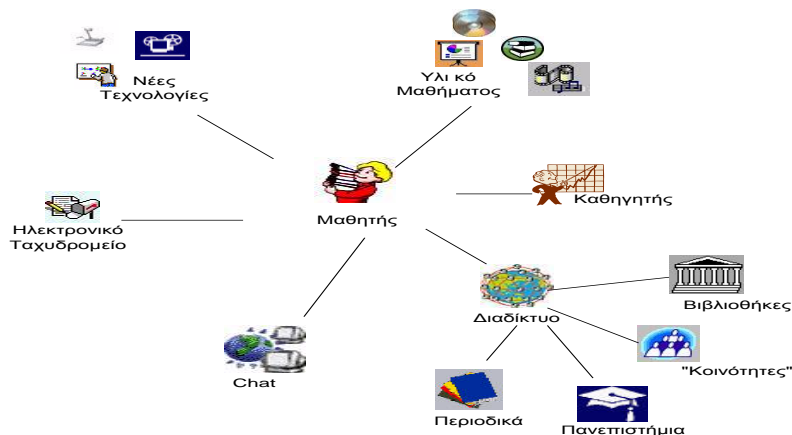 Νέες
Τεχνολογίες
Υλι κό
Μαθήματος
Μαθητής
Καθηγητής
Ηλεκτρονικό
Ταχυδρομείο
Διαδίκτυο
Βιβλιοθήκες
"Κοινότητες"
Chat
Περιοδικά
Πανεπιστήμια